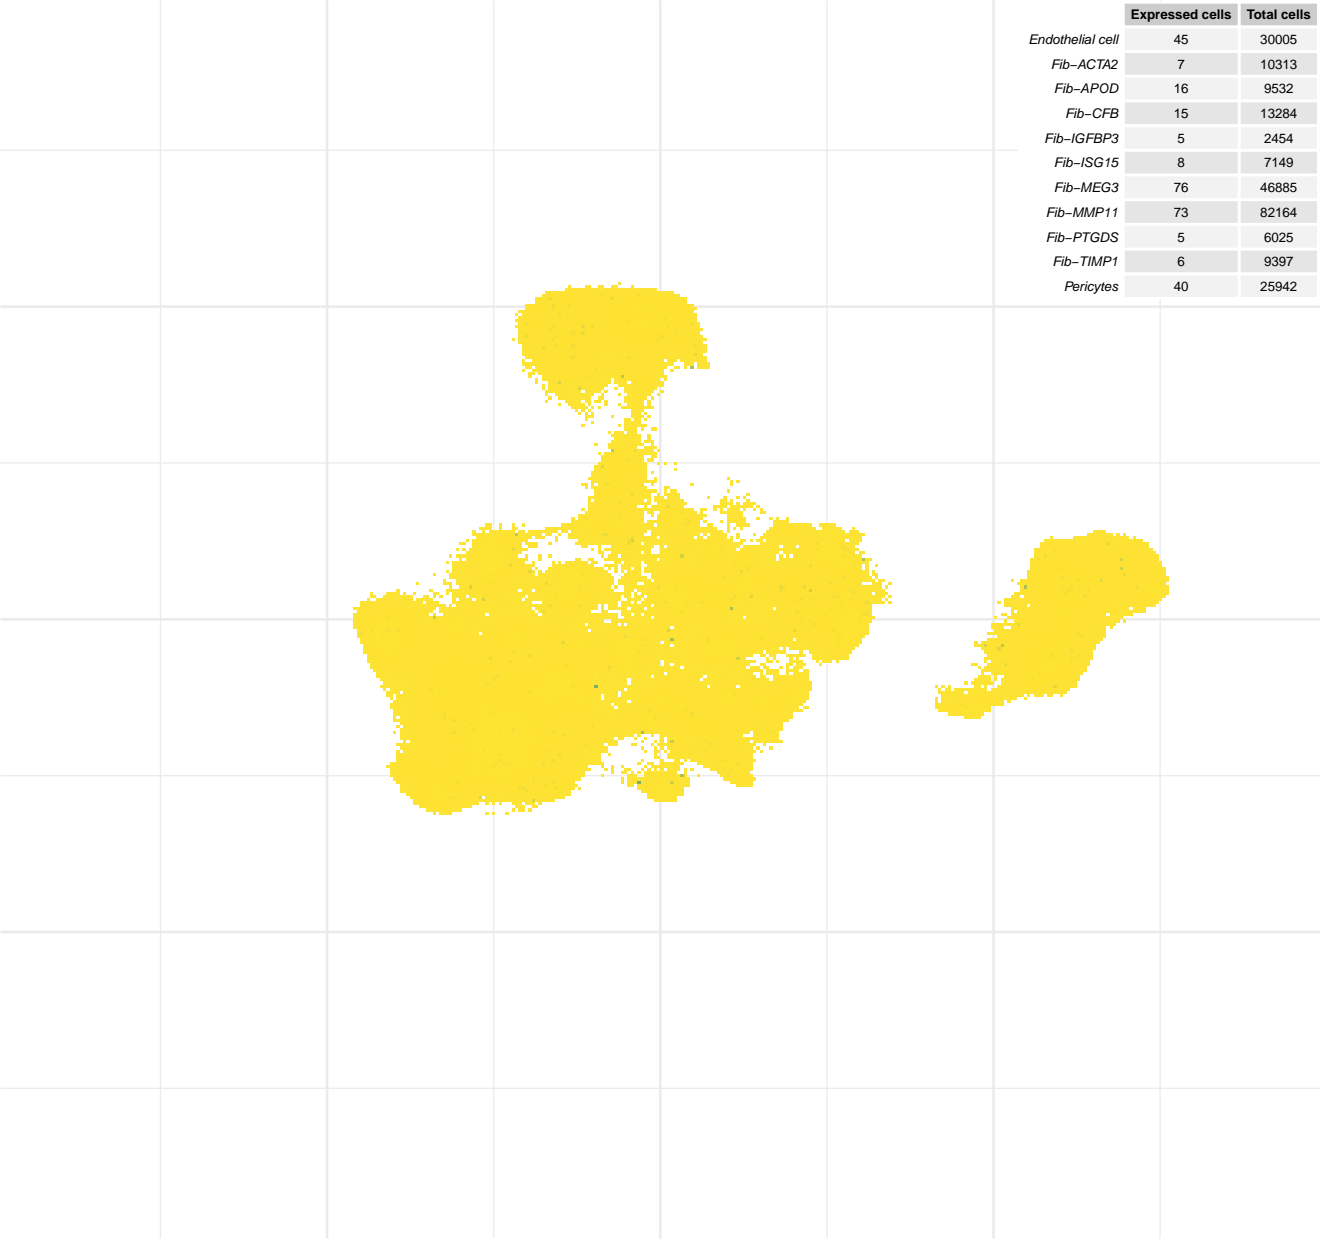 Expressed cells Total cells
Endothelial cell 45 30005
Fib−ACTA2 7 10313
Fib−APOD 16 9532
Fib−CFB 15 13284
Fib−IGFBP3 5 2454
Fib−ISG15 8 7149
Fib−MEG3 76 46885
Fib−MMP11 73 82164
Fib−PTGDS 5 6025
Fib−TIMP1 6 9397
Pericytes 40 25942